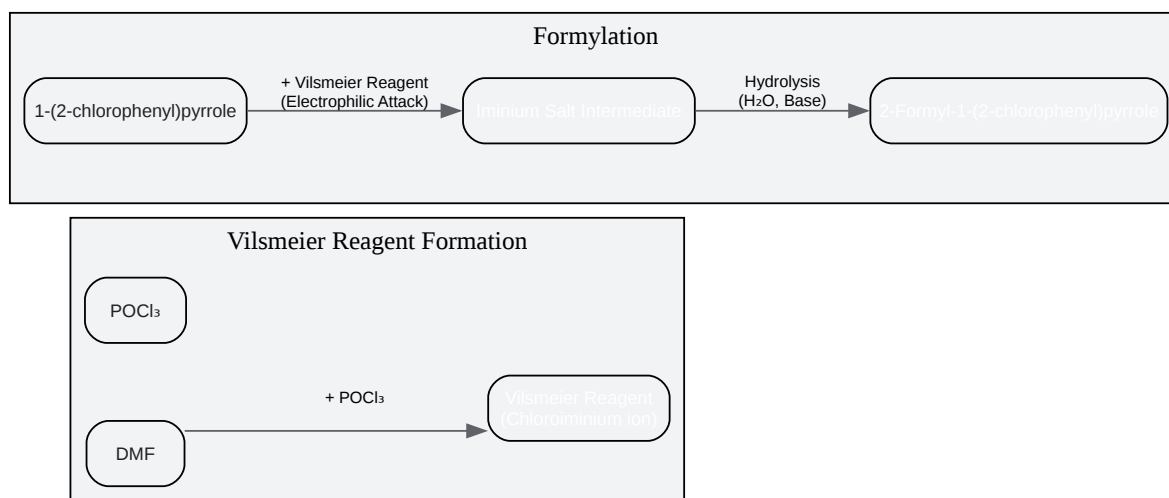 Formylation
1-(2-chlorophenyl)pyrrole
+ Vilsmeier Reagent
(Electrophilic Attack)
Iminium Salt Intermediate
Hydrolysis
(H₂O, Base)
2-Formyl-1-(2-chlorophenyl)pyrrole
Vilsmeier Reagent Formation
POCl₃
DMF
+ POCl₃
Vilsmeier Reagent
(Chloroiminium ion)